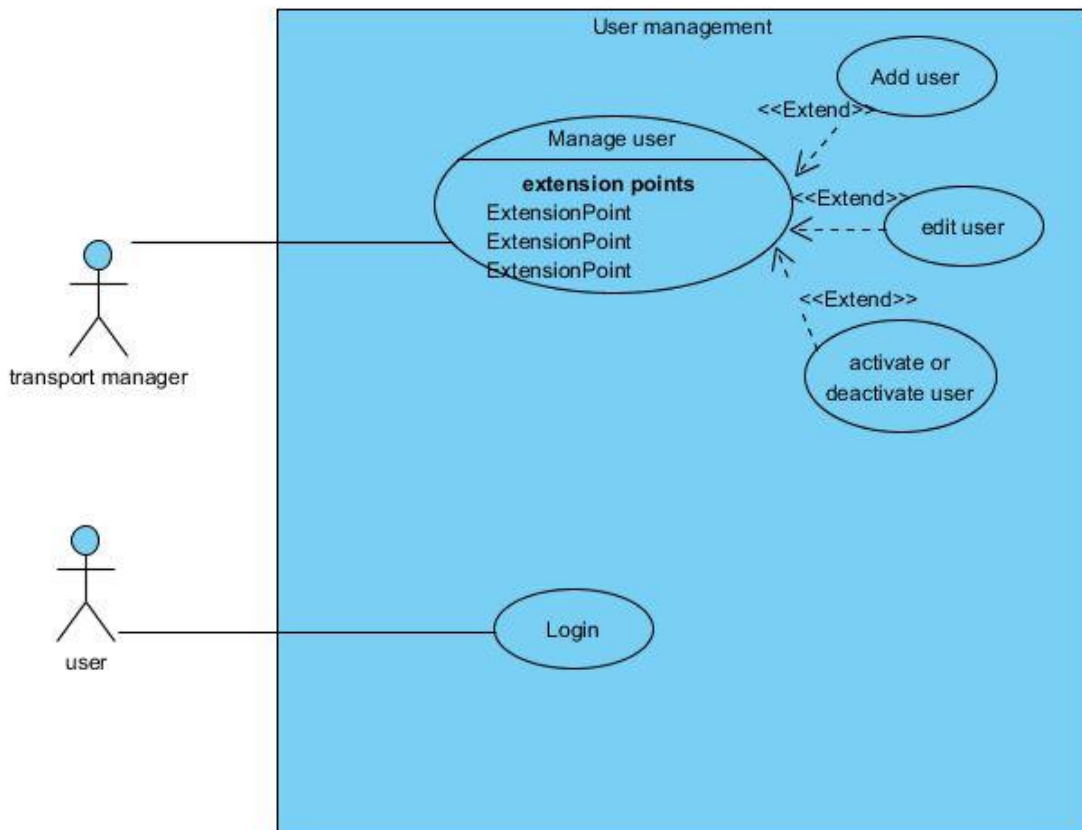 User management
Add user
<<Extend>>
Manage user
extension points
ExtensionPoint
ExtensionPoint
ExtensionPoint
<<Extend>>
edit user
<<Extend>>
activate or
deactivate user
transport manager
Login
user